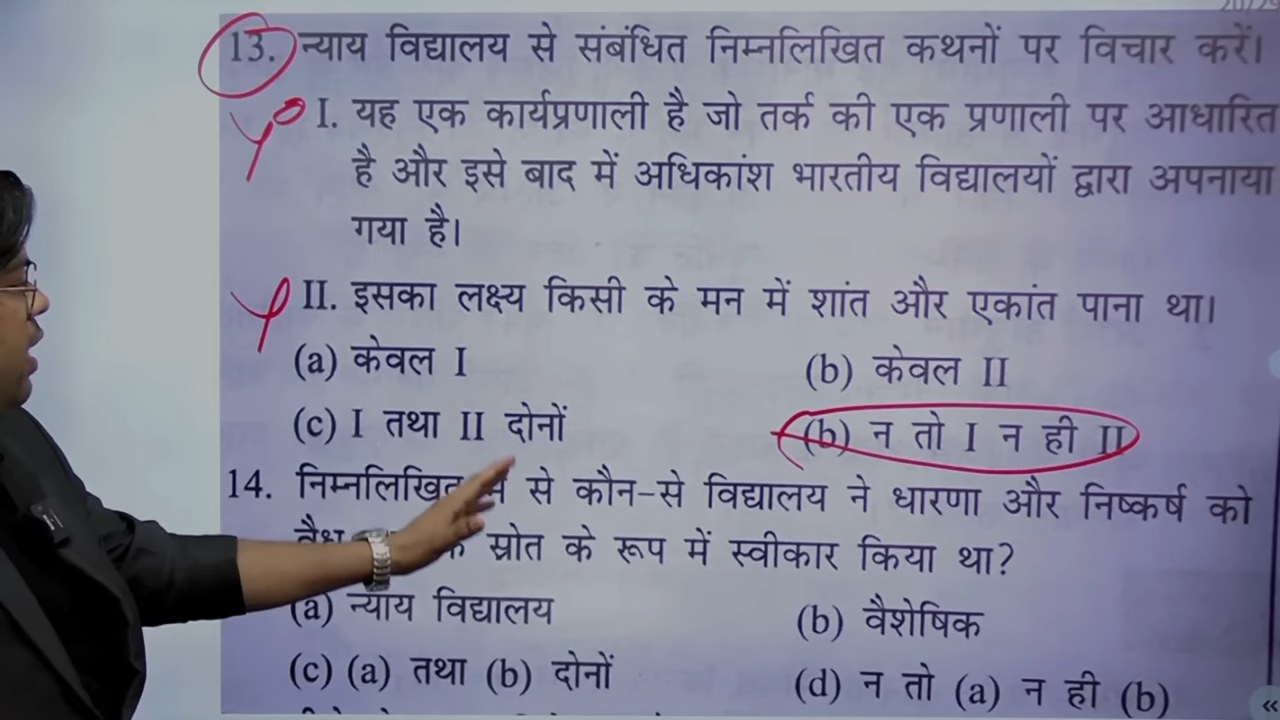 13. न्याय विद्यालय से संबंधित निम्नलिखित कथनों पर विचार करें।
I. यह एक कार्यप्रणाली है जो तर्क की एक प्रणाली पर आधारित
है और इसे बाद में अधिकांश भारतीय विद्यालयों द्वारा अपनाया
गया है।
II. इसका लक्ष्य किसी के मन में शांत और एकांत पाना था।
(a) केवल I (b) केवल II
(c) I तथा II दोनों (b) न तो I न ही II
14. निम्नलिखित में से कौन-से विद्यालय ने धारणा और निष्कर्ष को
स्रोत के रूप में स्वीकार किया था?
(a) न्याय विद्यालय (b) वैशेषिक
(c) (a) तथा (b) दोनों (d) न तो (a) न ही (b)